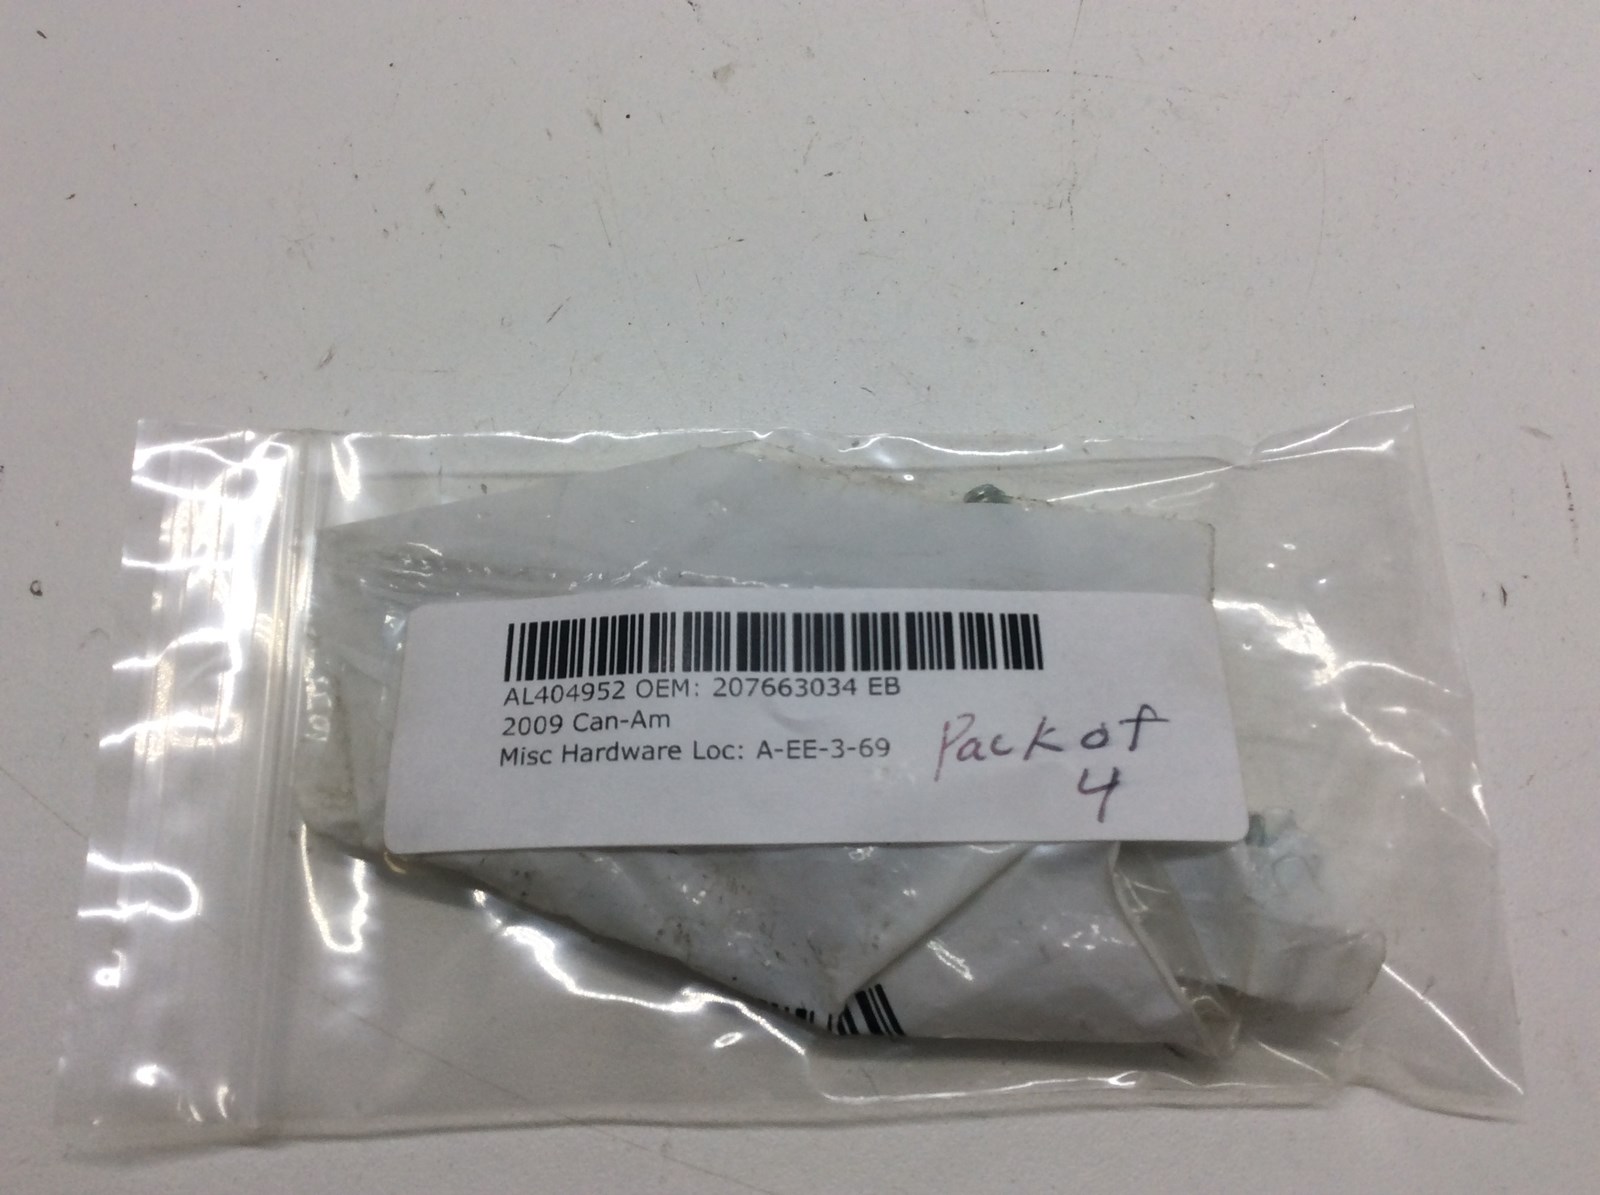 AL404952 OEM: 207663034 EB
2009 Can-Am
Misc Hardware Loc: A-EE-3-69
Pack of
4